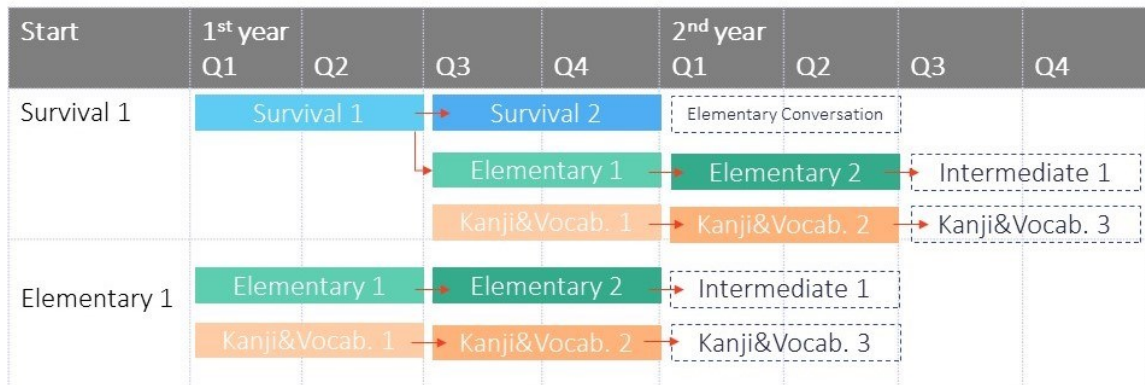 Start 1st year 2nd year
Q1 Q2 Q3 Q4 Q1 Q2 Q3 Q4
Survival 1 Survival 1 Survival 2 Elementary Conversation
Elementary 1 Elementary 2 Intermediate 1
Kanji&Vocab. 1 Kanji&Vocab. 2 Kanji&Vocab. 3
Elementary 1 Elementary 1 Elementary 2 Intermediate 1
Kanji&Vocab. 1 Kanji&Vocab. 2 Kanji&Vocab. 3